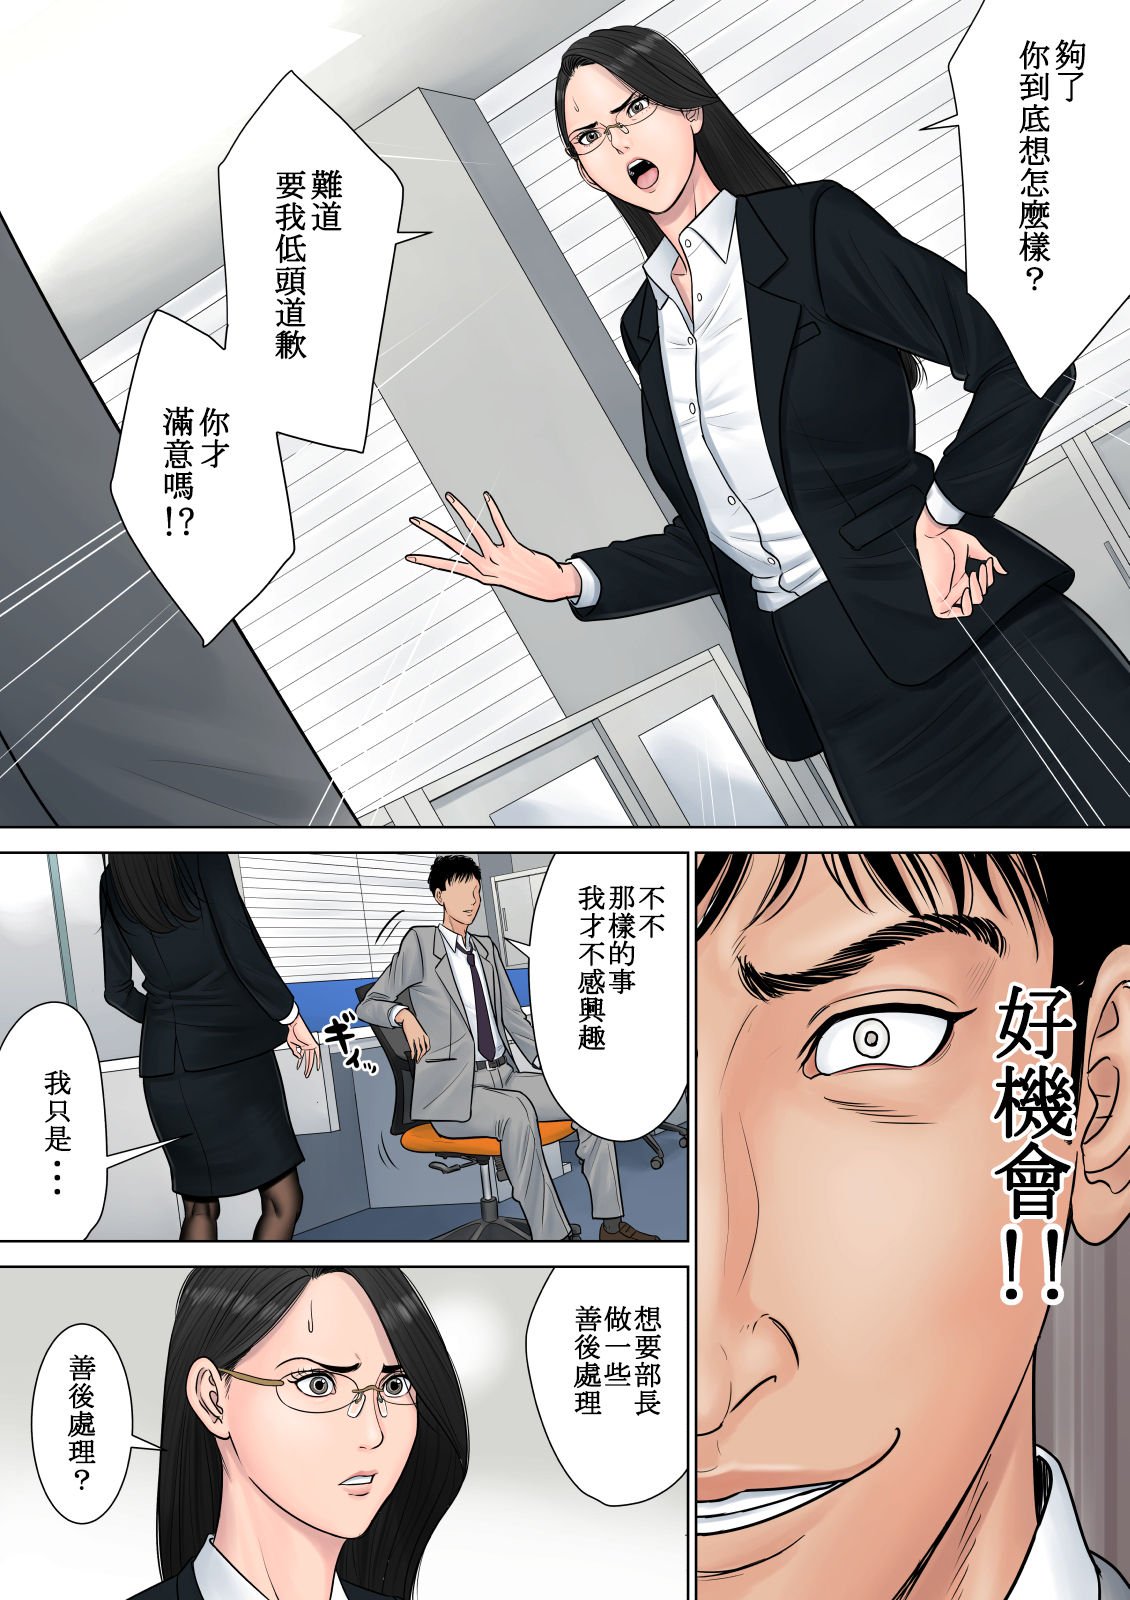 夠了
你到底想怎麼樣？
難道
要我低頭道歉
你才
滿意嗎!?
好機會!!
不不
那樣的事
我才不感興趣
ギィッ
我只是・・・
想要部長
做一些
善後處理
善後處理？